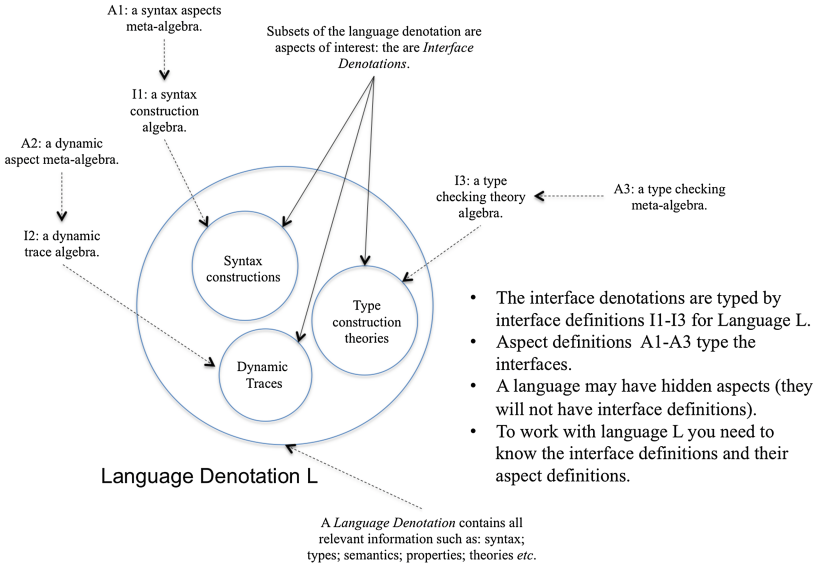 A1: a syntax aspects
meta-algebra.
Subsets of the language denotation are
aspects of interest: the are Interface
Denotations.
I1: a syntax
construction
algebra.
A2: a dynamic
aspect meta-algebra.
I3: a type
checking theory
algebra.
A3: a type checking
meta-algebra.
I2: a dynamic
trace algebra.
Syntax
constructions
Type
construction
theories
Dynamic
Traces
• The interface denotations are typed by
interface definitions I1-I3 for Language L.
• Aspect definitions A1-A3 type the
interfaces.
• A language may have hidden aspects (they
will not have interface definitions).
• To work with language L you need to
know the interface definitions and their
aspect definitions.
Language Denotation L
A Language Denotation contains all
relevant information such as: syntax;
types; semantics; properties; theories etc.